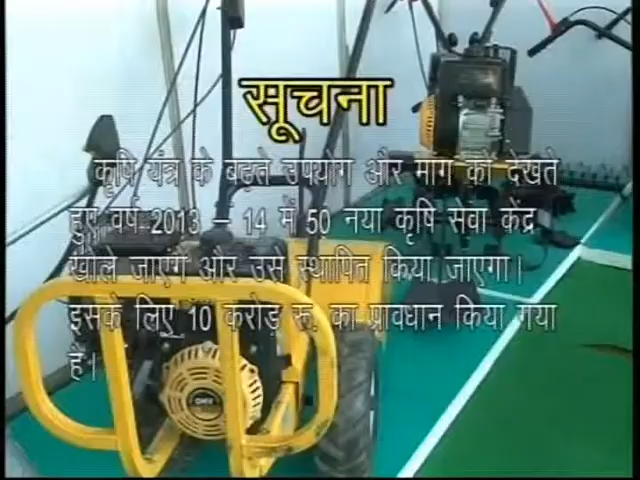 सूचना
कृषि यंत्र के बढ़ते उपयोग और मांग को देखते
हुए वर्ष 2013 – 14 में 50 नया कृषि सेवा केंद्र
खोले जाएंगे और उसे स्थापित किया जाएगा।
इसके लिए 10 करोड़ रू. का प्रावधान किया गया
है।